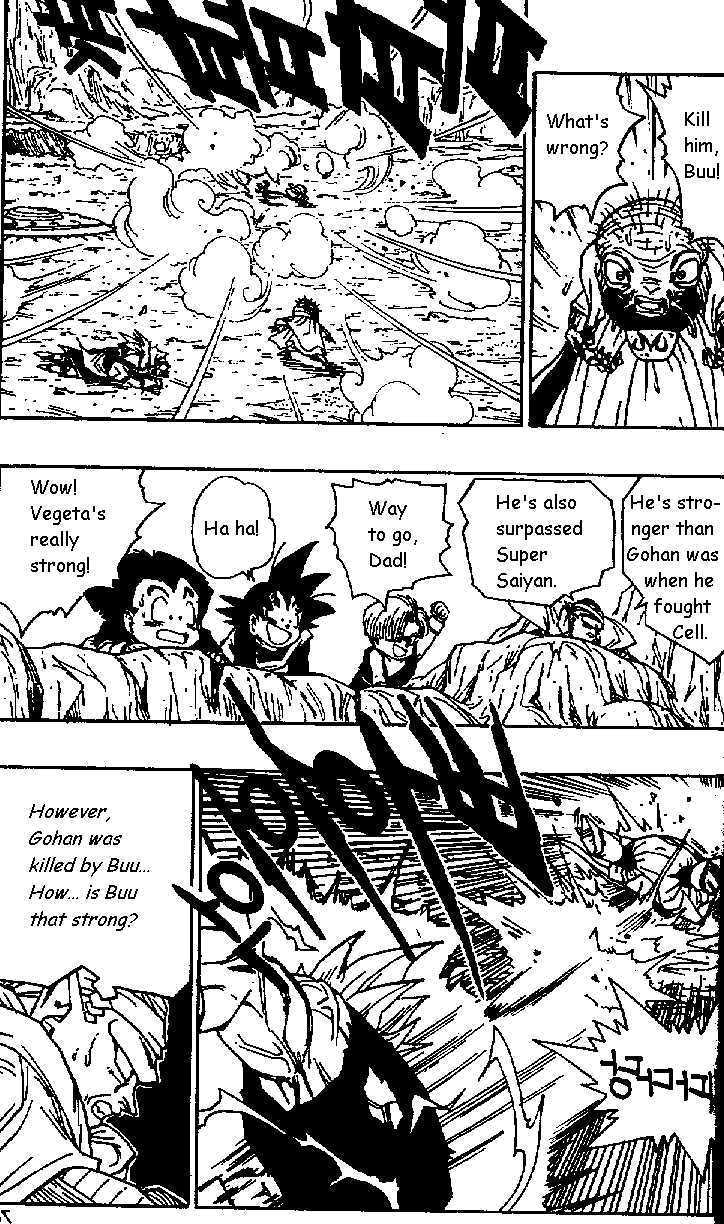 Kill
him,
Buu!
What's
wrong?
He's stro-
nger than
Gohan was
when he
fought
Cell.
He's also
surpassed
Super
Saiyan.
Way
to go,
Dad!
Ha ha!
Wow!
Vegeta's
really
strong!
However,
Gohan was
killed by Buu...
How... is Buu
that strong?